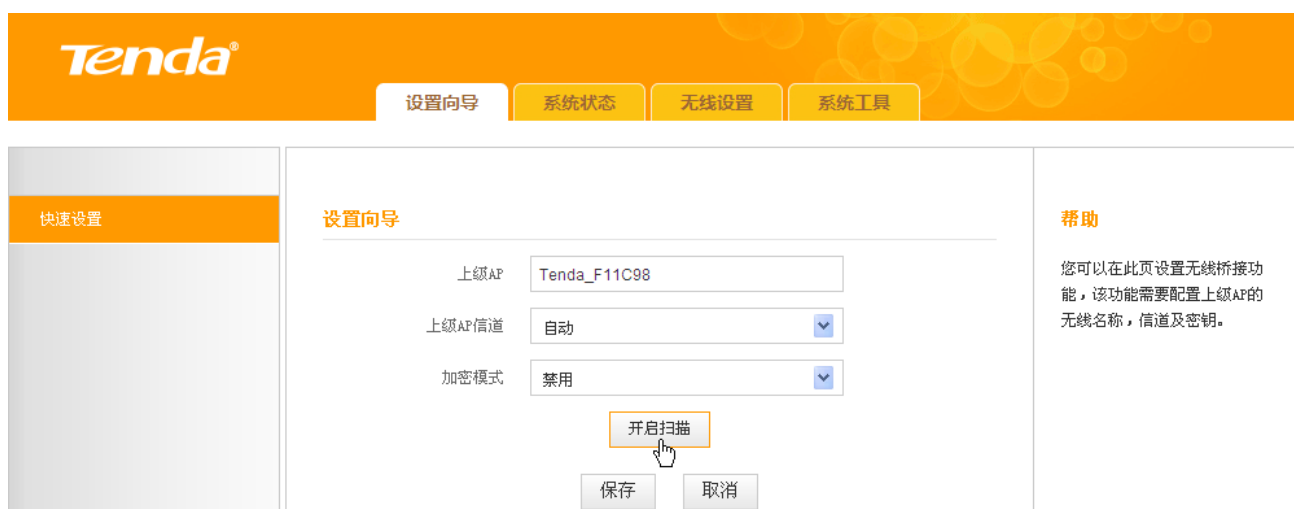 Tenda®
设置向导 系统状态 无线设置 系统工具
快速设置
设置向导
上级AP Tenda_F11C98
上级AP信道 自动
加密模式 禁用
开启扫描
保存 取消
帮助
您可以在此页设置无线桥接功
能，该功能需要配置上级AP的
无线名称，信道及密钥。